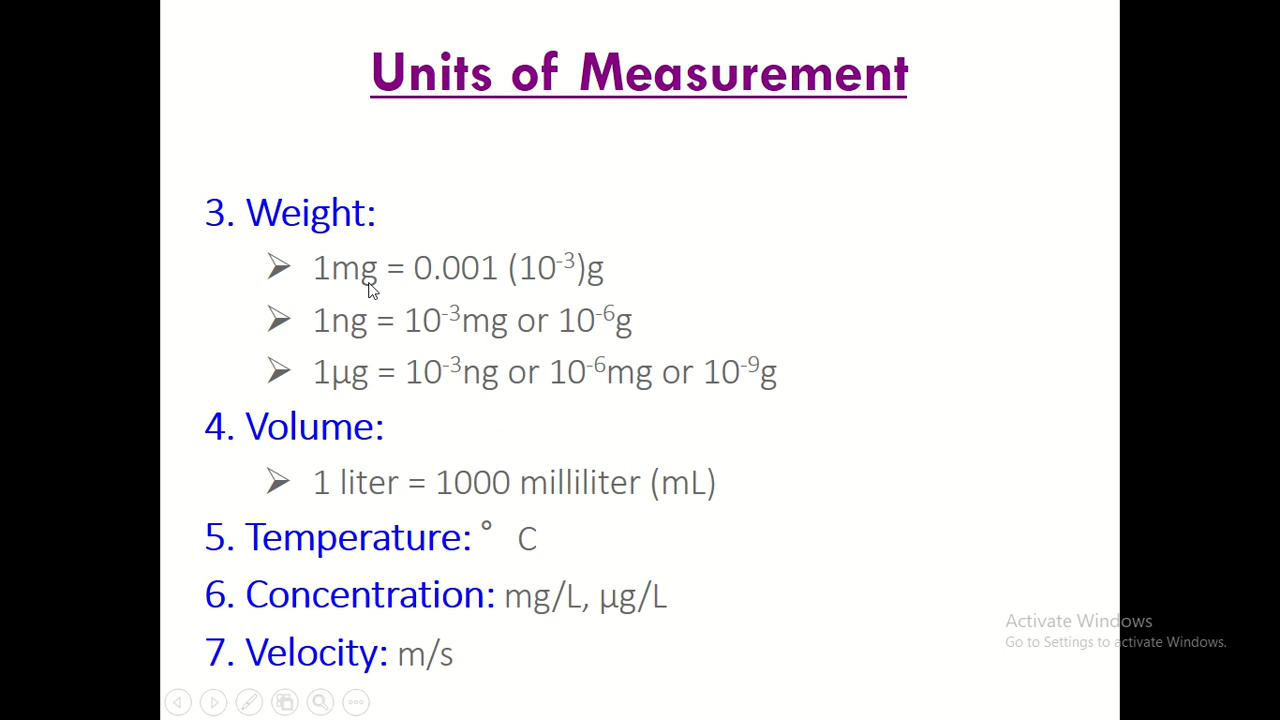 Units of Measurement
3. Weight:
➢ 1mg = 0.001 (10⁻³)g
➢ 1ng = 10⁻³mg or 10⁻⁶g
➢ 1µg = 10⁻³ng or 10⁻⁶mg or 10⁻⁹g
4. Volume:
➢ 1 liter = 1000 milliliter (mL)
5. Temperature: ° C
6. Concentration: mg/L, µg/L
7. Velocity: m/s
Activate Windows
Go to Settings to activate Windows.